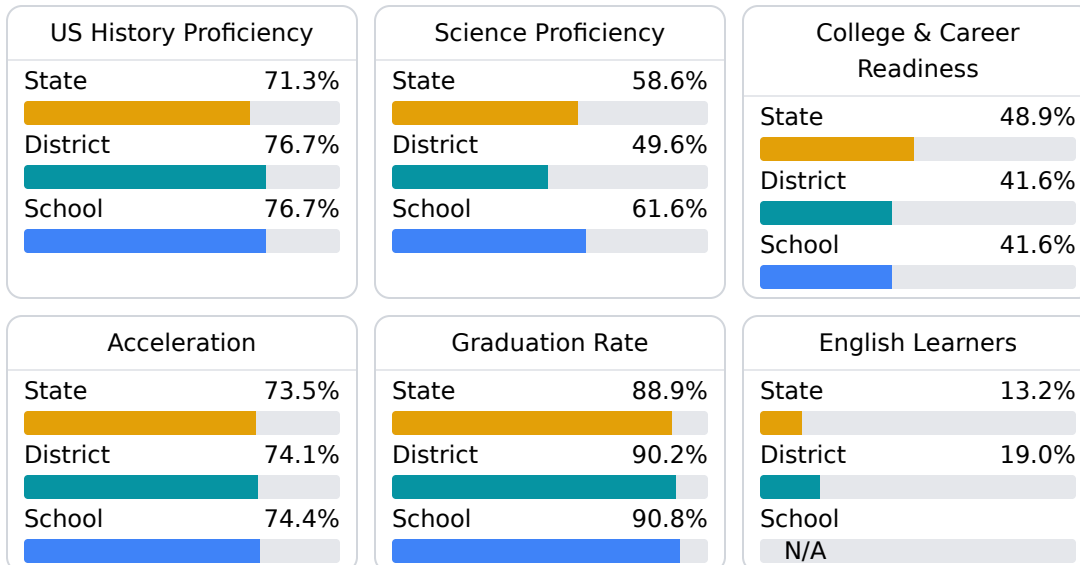 US History Proficiency
State 71.3%
District 76.7%
School 76.7%
Science Proficiency
State 58.6%
District 49.6%
School 61.6%
College & Career
Readiness
State 48.9%
District 41.6%
School 41.6%
Acceleration
State 73.5%
District 74.1%
School 74.4%
Graduation Rate
State 88.9%
District 90.2%
School 90.8%
English Learners
State 13.2%
District 19.0%
School
N/A